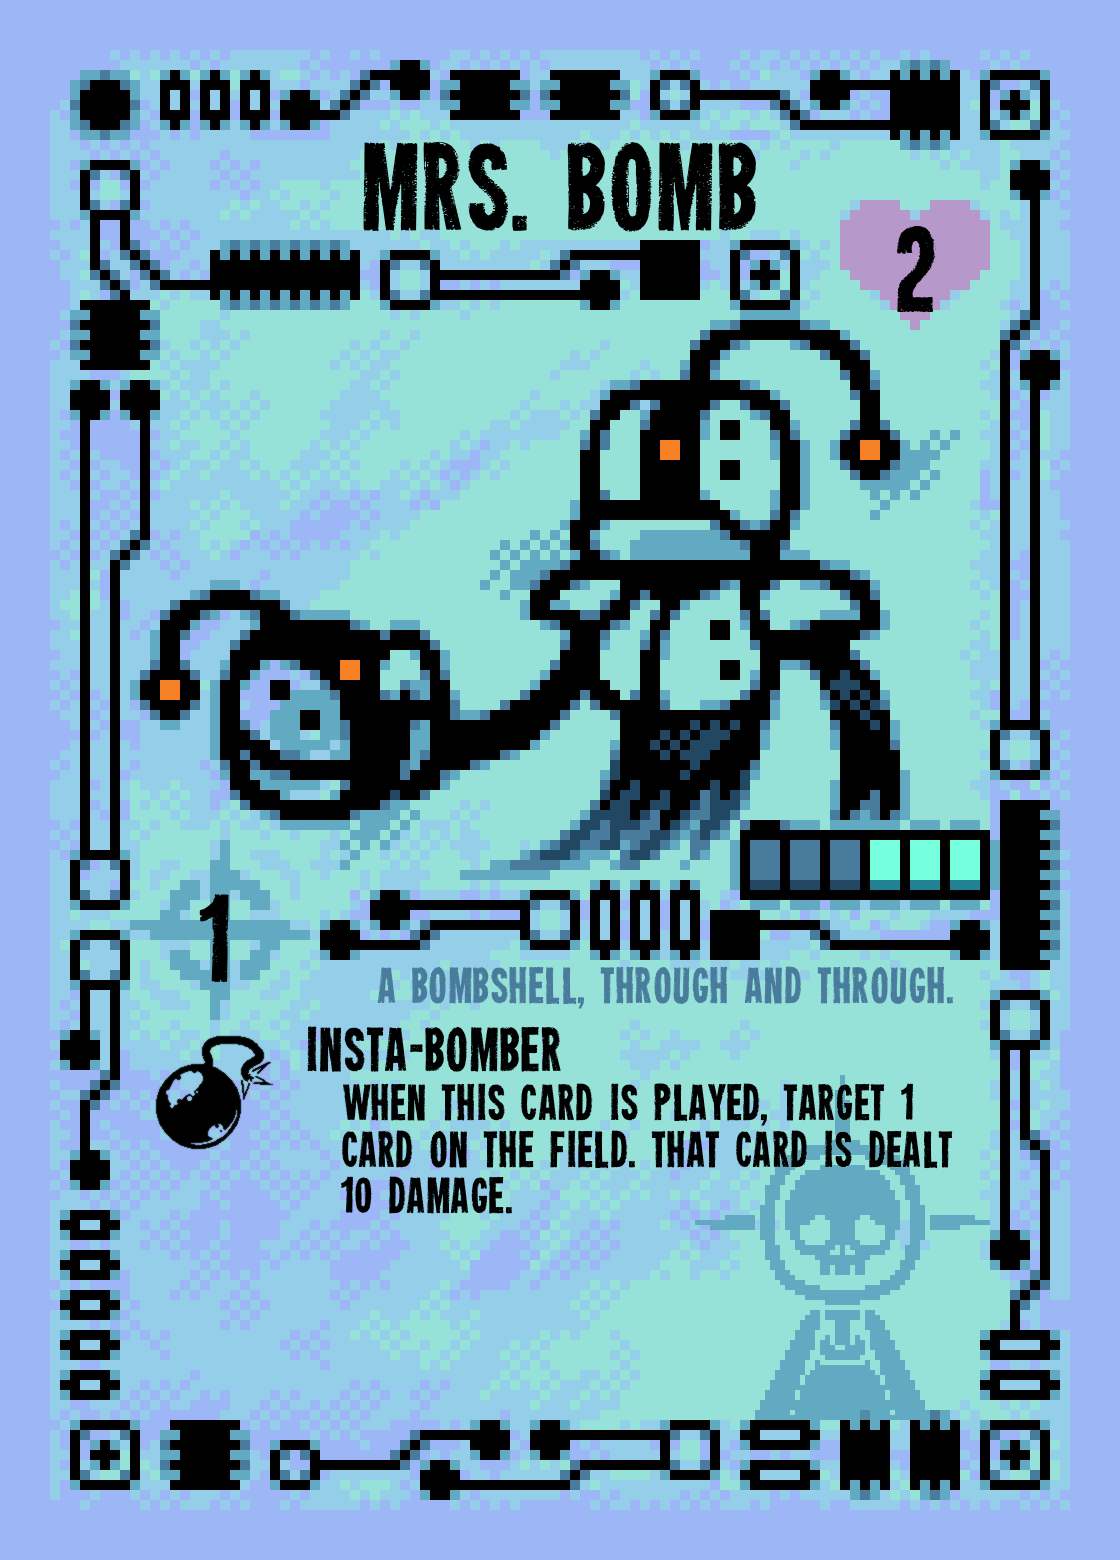 MRS. BOMB
2
1
A BOMBSHELL, THROUGH AND THROUGH.
INSTA-BOMBER
WHEN THIS CARD IS PLAYED, TARGET 1
CARD ON THE FIELD. THAT CARD IS DEALT
10 DAMAGE.